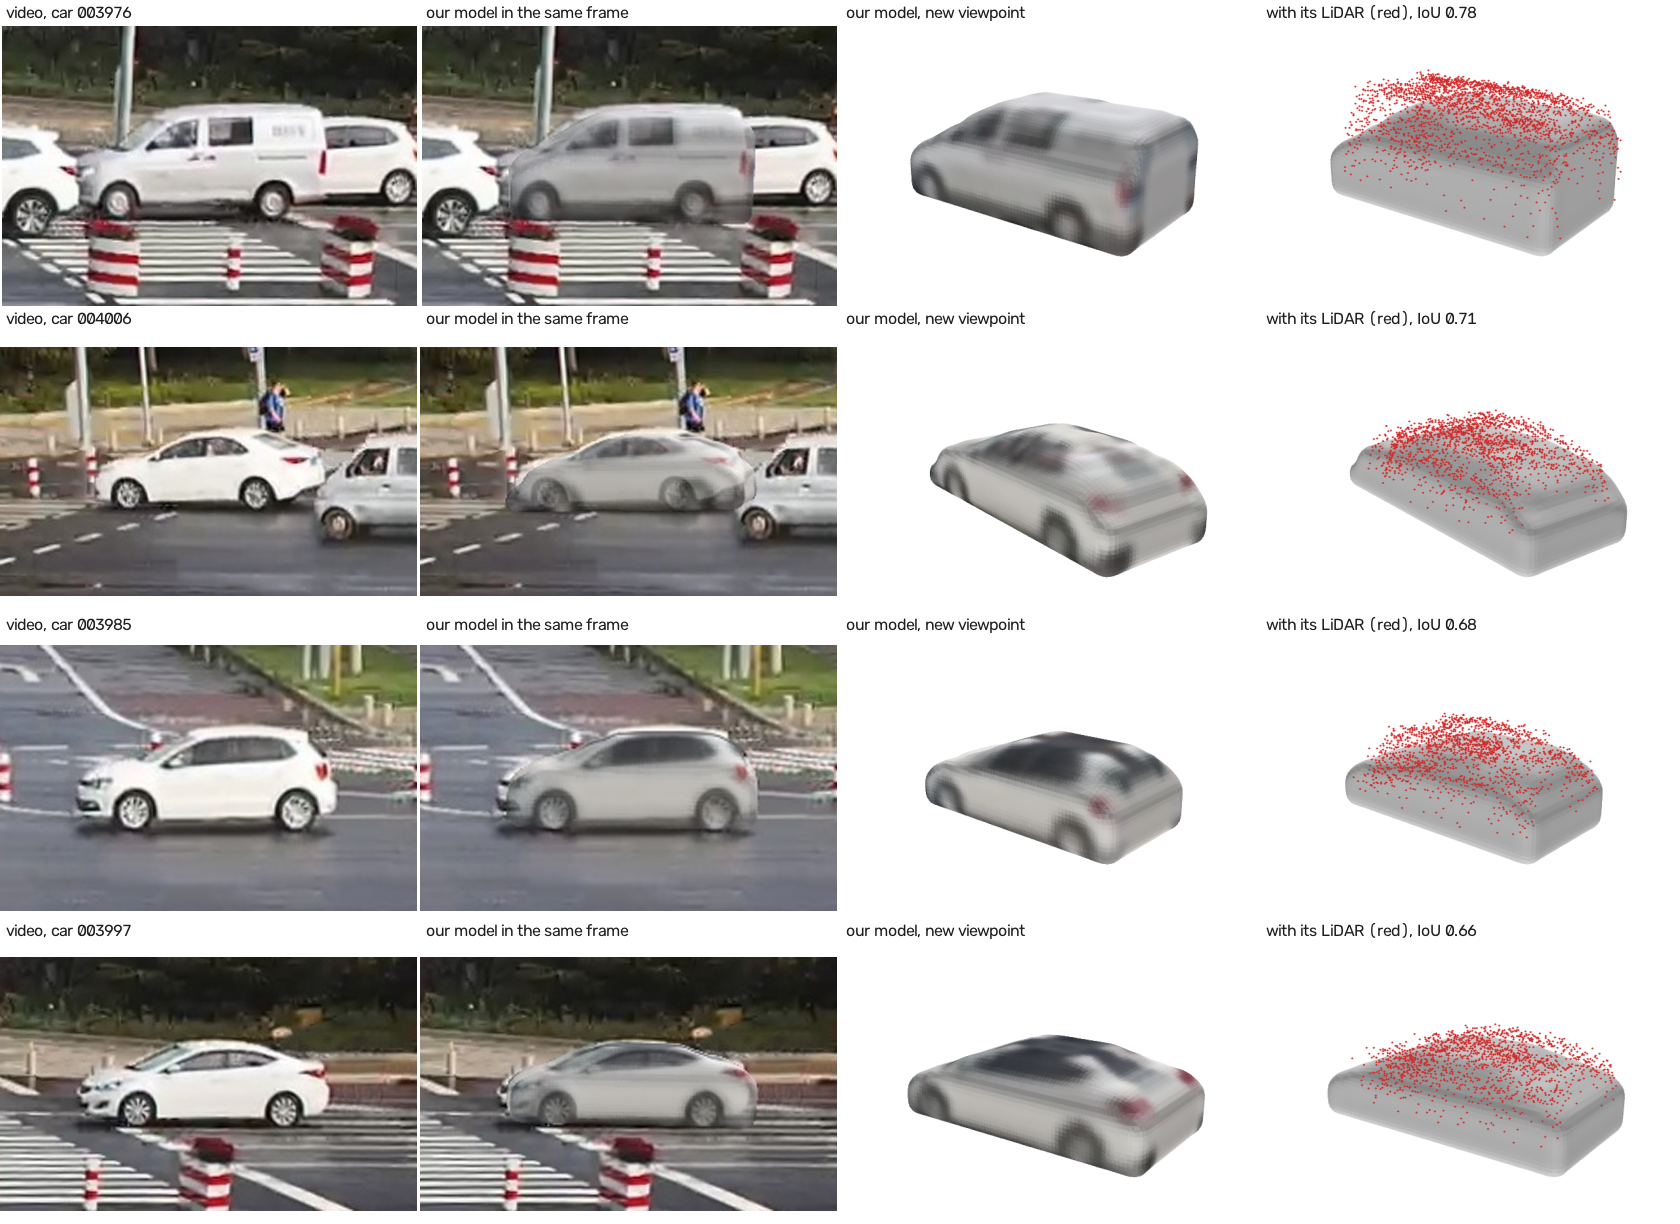 video, car 003976
our model in the same frame
our model, new viewpoint
with its LiDAR (red), IoU 0.78
video, car 004006
our model in the same frame
our model, new viewpoint
with its LiDAR (red), IoU 0.71
video, car 003985
our model in the same frame
our model, new viewpoint
with its LiDAR (red), IoU 0.68
video, car 003997
our model in the same frame
our model, new viewpoint
with its LiDAR (red), IoU 0.66